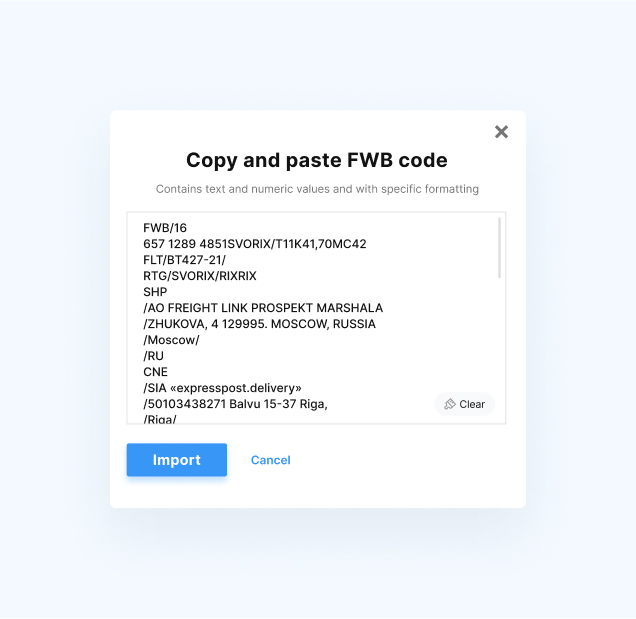 Copy and paste FWB code
Contains text and numeric values and with specific formatting
FWB/16
657 1289 4851SVORIX/T11K41,70MC42
FLT/BT427-21/
RTG/SVORIX/RIXRIX
SHP
/AO FREIGHT LINK PROSPEKT MARSHALA
/ZHUKOVA, 4 129995. MOSCOW, RUSSIA
/Moscow/
/RU
CNE
/SIA «expresspost.delivery»
/50103438271 Balvu 15-37 Riga,
/Riga/
Clear
Import
Cancel